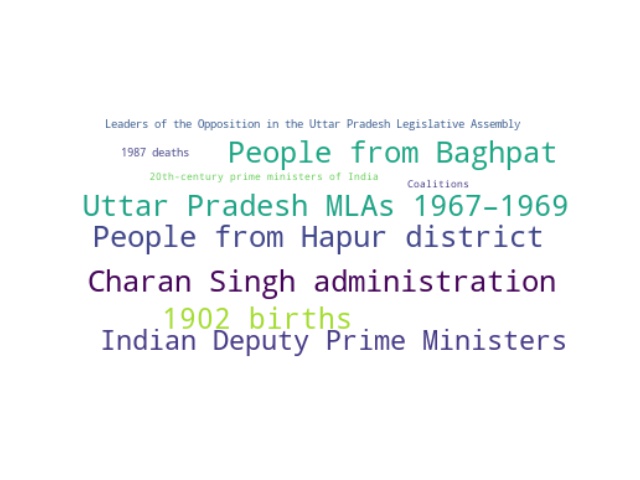 Leaders of the Opposition in the Uttar Pradesh Legislative Assembly
1987 deaths People from Baghpat
20th-century prime ministers of India
Coalitions
Uttar Pradesh MLAs 1967–1969
People from Hapur district
Charan Singh administration
1902 births
Indian Deputy Prime Ministers